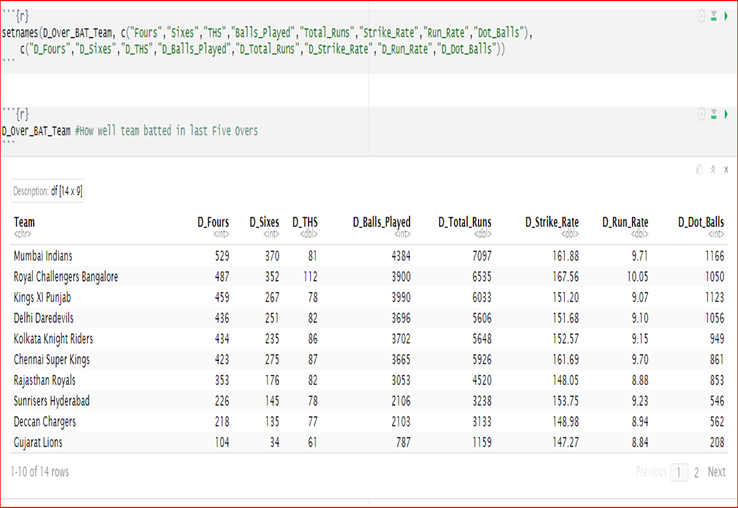 ```{r}
setnames(D_Over_BAT_Team, c("Fours","Sixes","THS","Balls_Played","Total_Runs","Strike_Rate","Run_Rate","Dot_Balls"),
c("D_Fours","D_Sixes","D_THS","D_Balls_Played","D_Total_Runs","D_Strike_Rate","D_Run_Rate","D_Dot_Balls"))
```
```{r}
D_Over_BAT_Team #How well team batted in last Five Overs
```
Description: df [14 x 9]
Team D_Fours D_Sixes D_THS D_Balls_Played D_Total_Runs D_Strike_Rate D_Run_Rate D_Dot_Balls
<chr> <int> <int> <dbl> <int> <dbl> <dbl> <dbl> <int>
Mumbai Indians 529 370 81 4384 7097 161.88 9.71 1166
Royal Challengers Bangalore 487 352 112 3900 6535 167.56 10.05 1050
Kings XI Punjab 459 267 78 3990 6033 151.20 9.07 1123
Delhi Daredevils 436 251 82 3696 5606 151.68 9.10 1056
Kolkata Knight Riders 434 235 86 3702 5648 152.57 9.15 949
Chennai Super Kings 423 275 87 3665 5926 161.69 9.70 861
Rajasthan Royals 353 176 82 3053 4520 148.05 8.88 853
Sunrisers Hyderabad 226 145 78 2106 3238 153.75 9.23 546
Deccan Chargers 218 135 77 2103 3133 148.98 8.94 562
Gujarat Lions 104 34 61 787 1159 147.27 8.84 208
1-10 of 14 rows Previous 1 2 Next